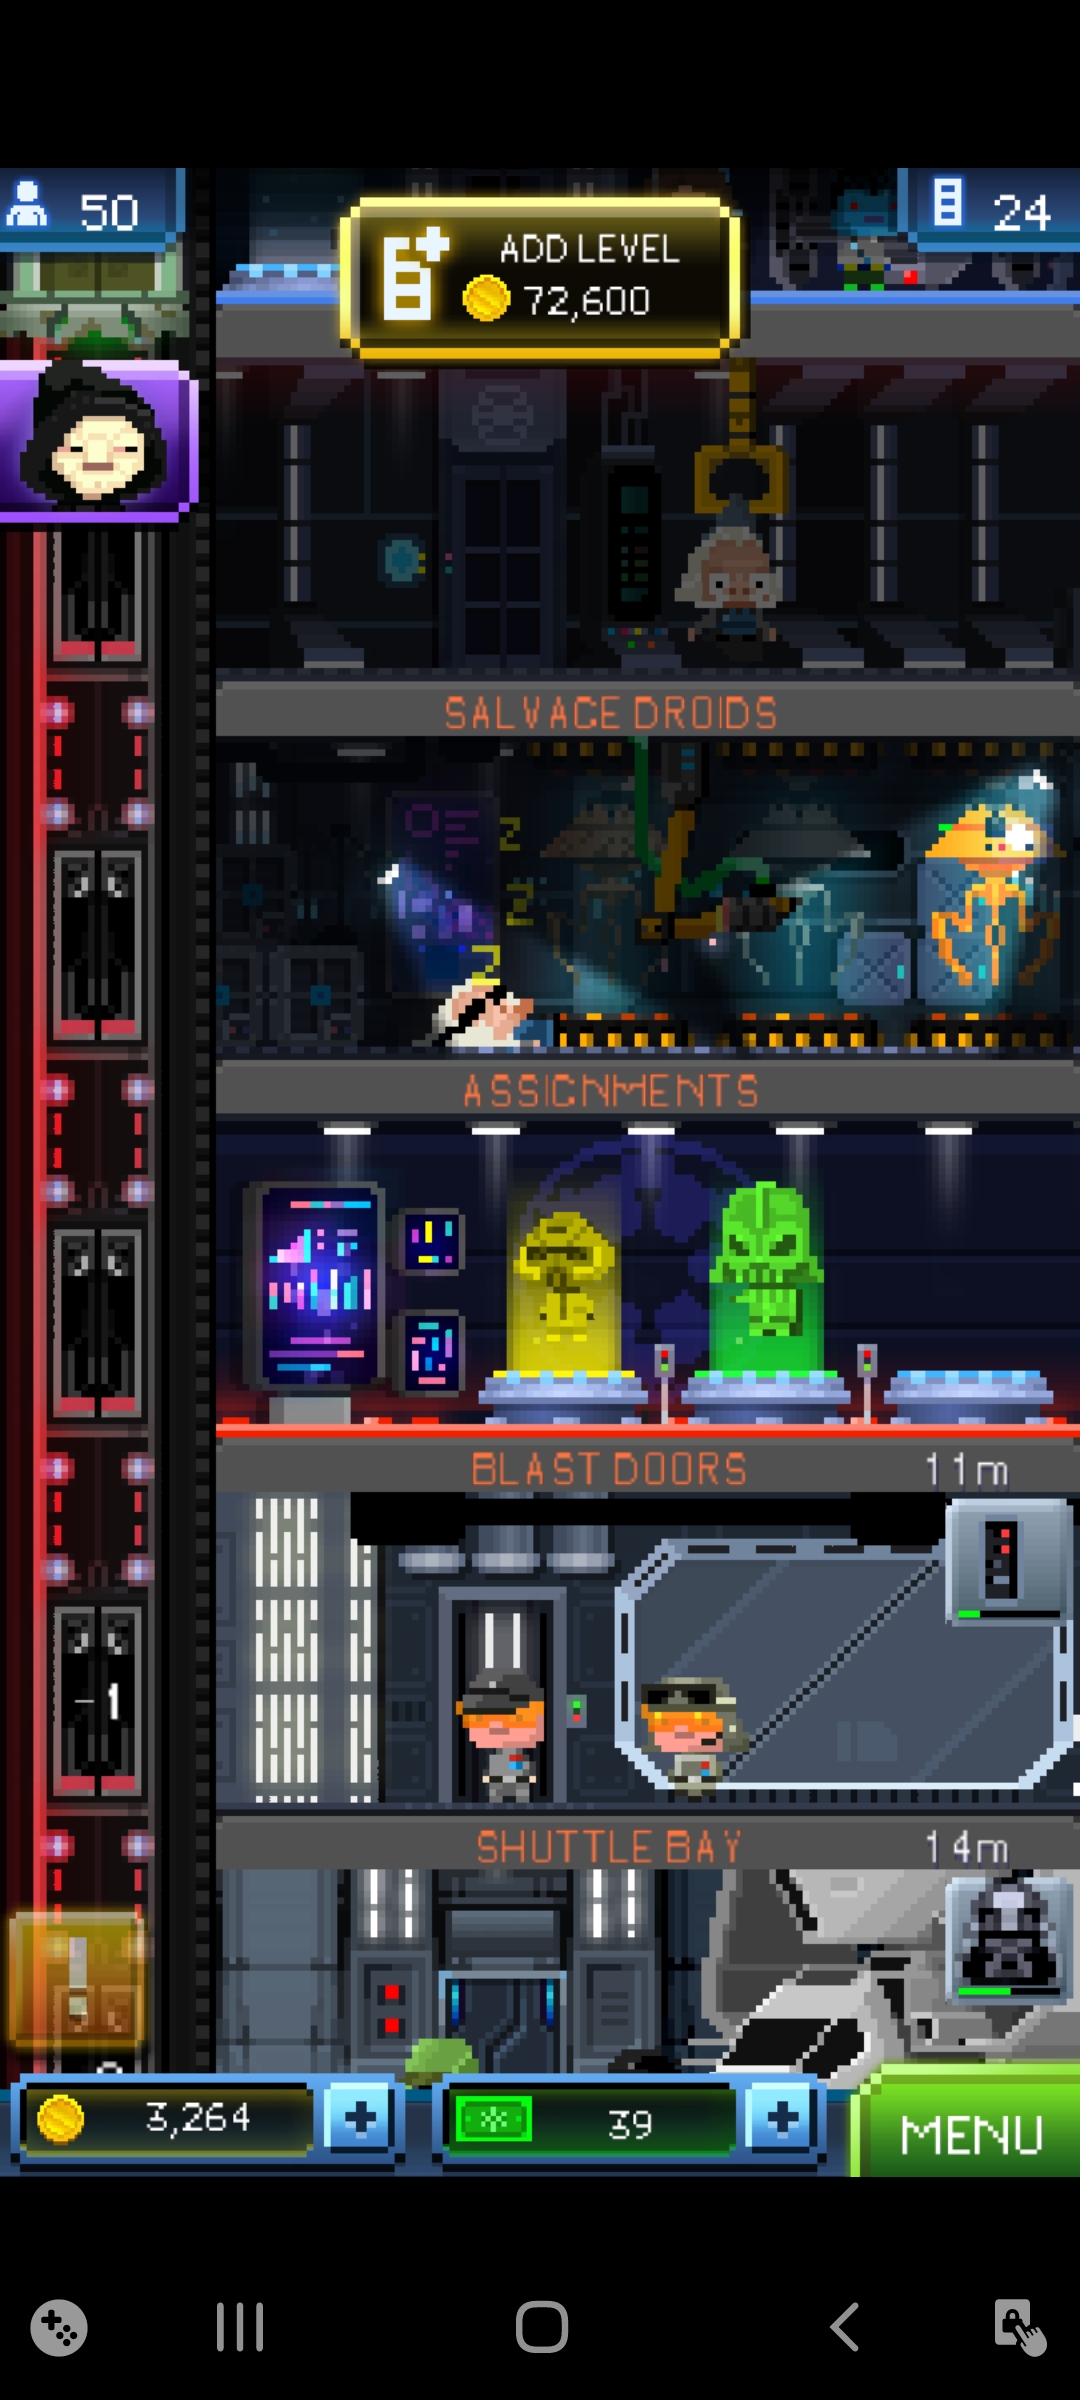 50
24
ADD LEVEL
72,600
SALVAGE DROIDS
Z
Z
Z
ASSIGNMENTS
BLAST DOORS 11m
-1
SHUTTLE BAY 14m
3,264
39
MENU